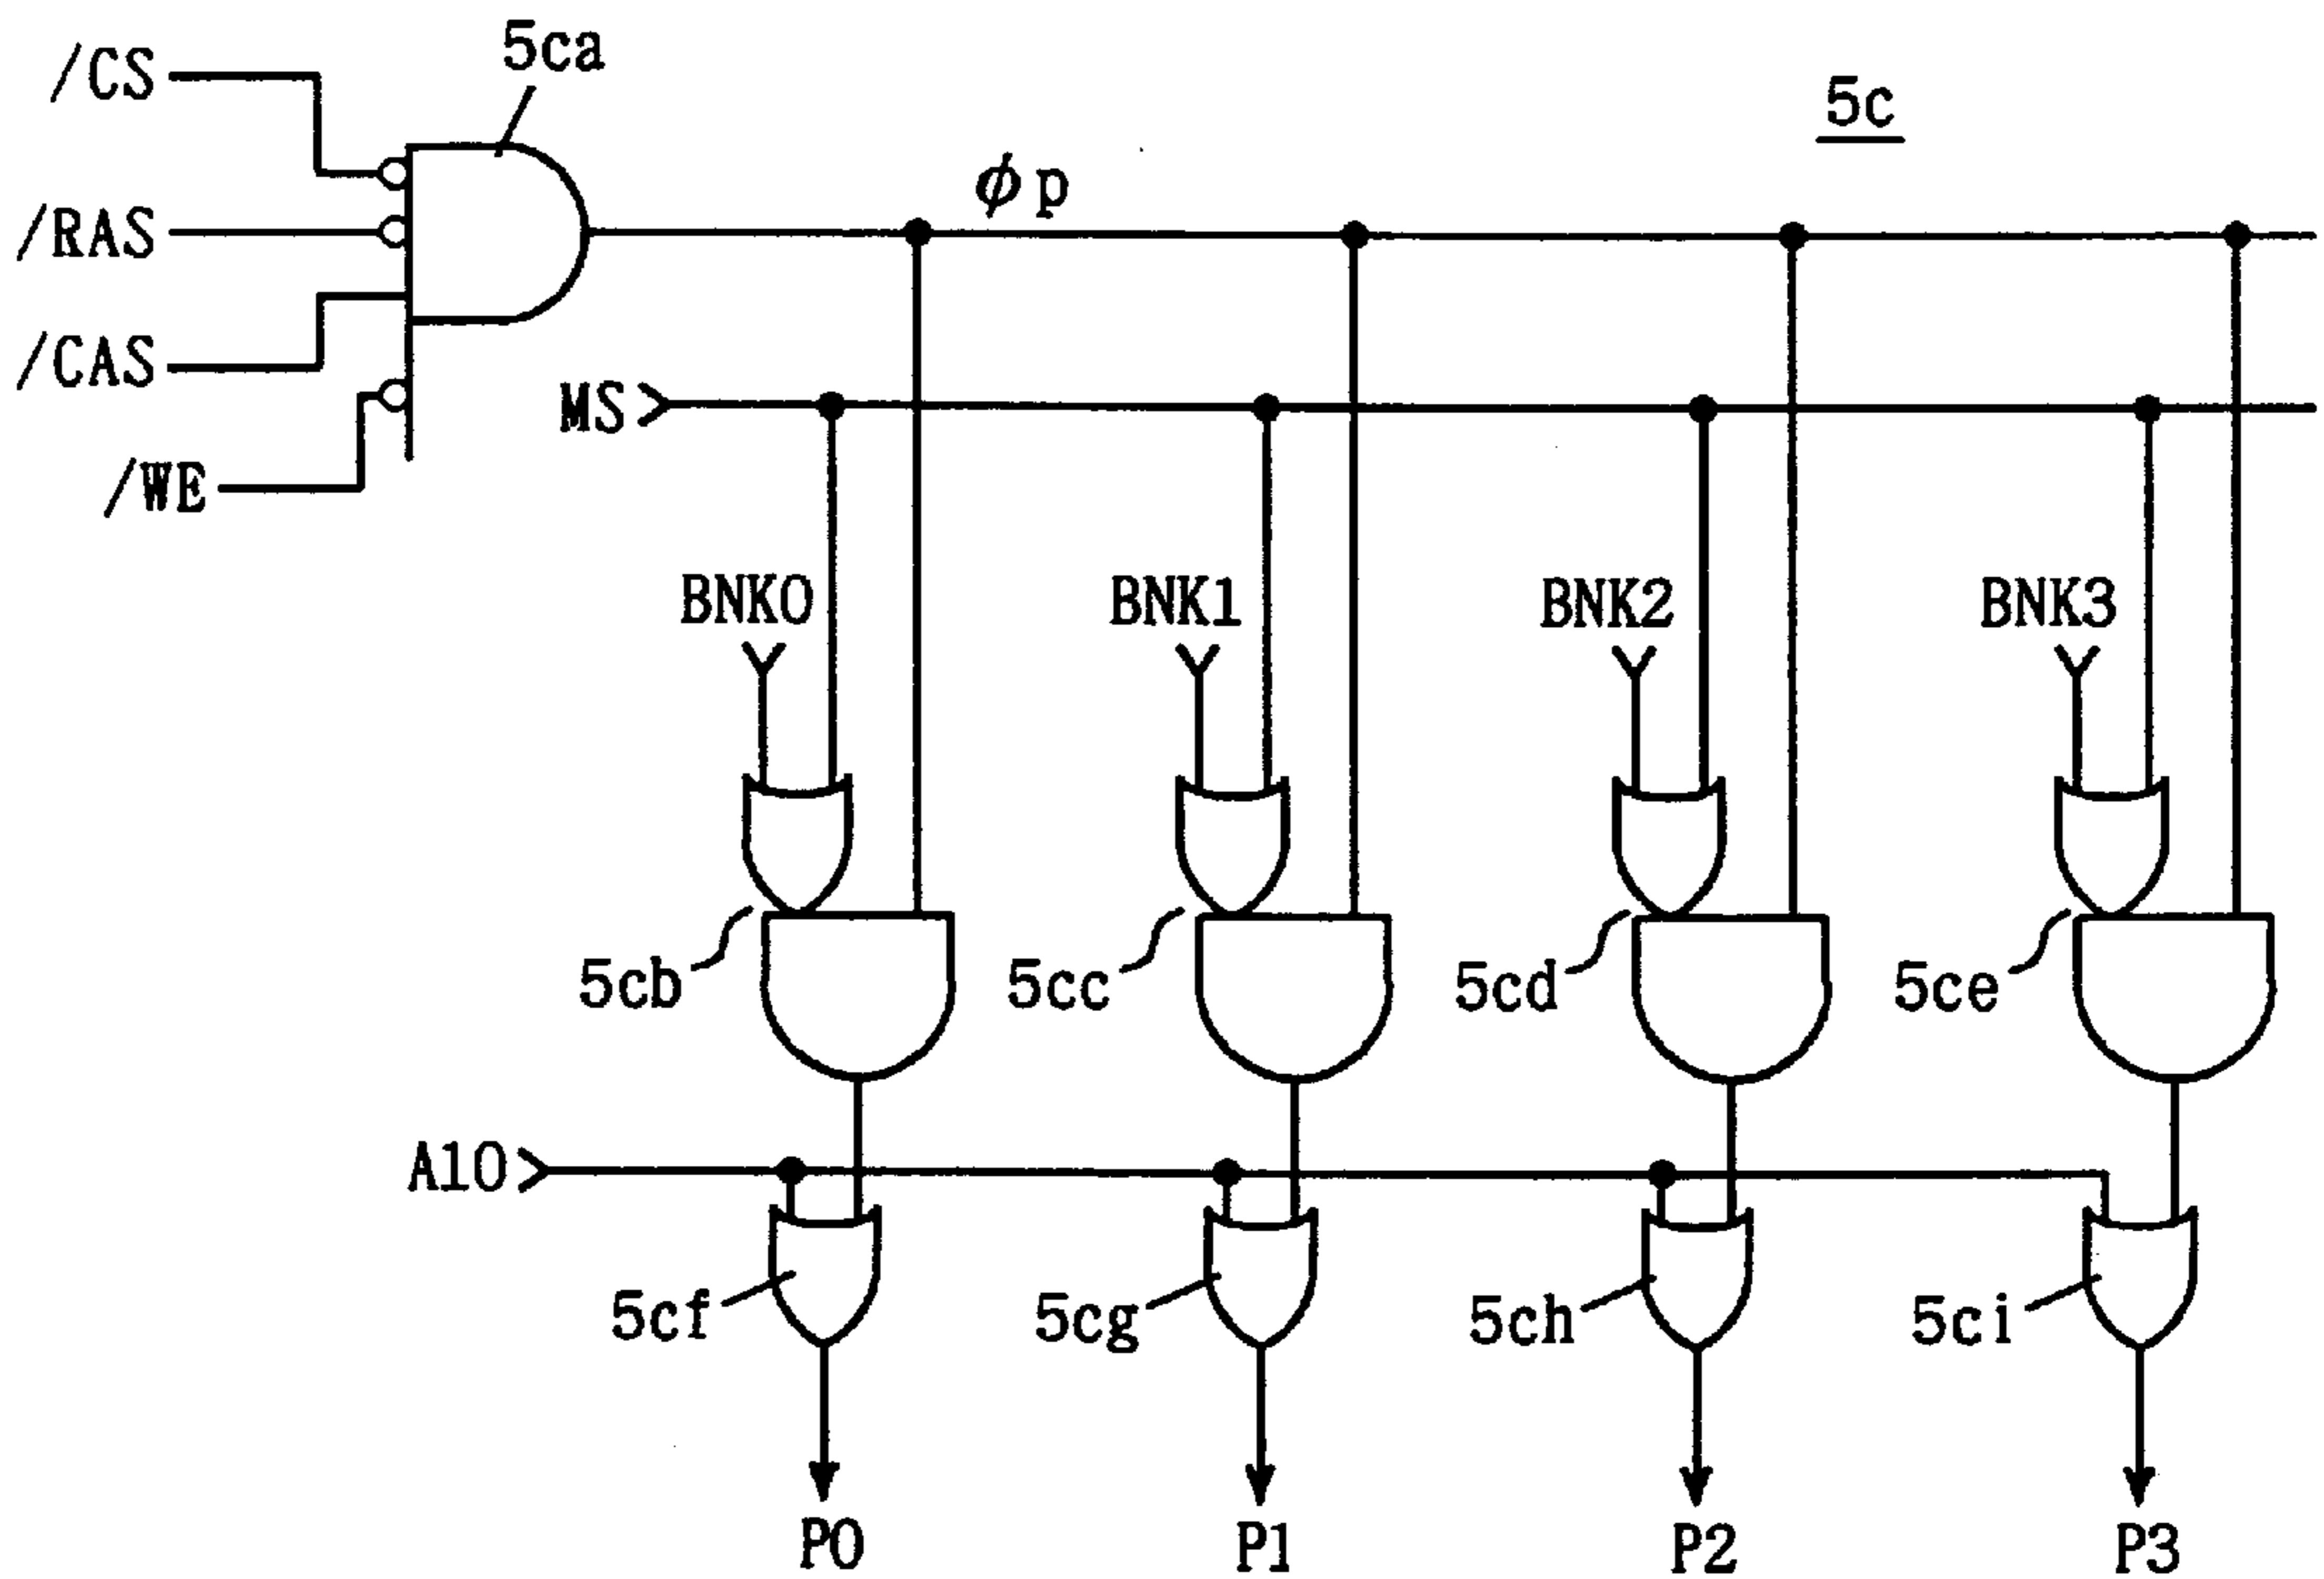 5ca
/CS
5c
φp
/RAS
/CAS
MS
/WE
BNK0
BNK1
BNK2
BNK3
5cb
5cc
5cd
5ce
A10
5cf
5cg
5ch
5ci
P0
P1
P2
P3